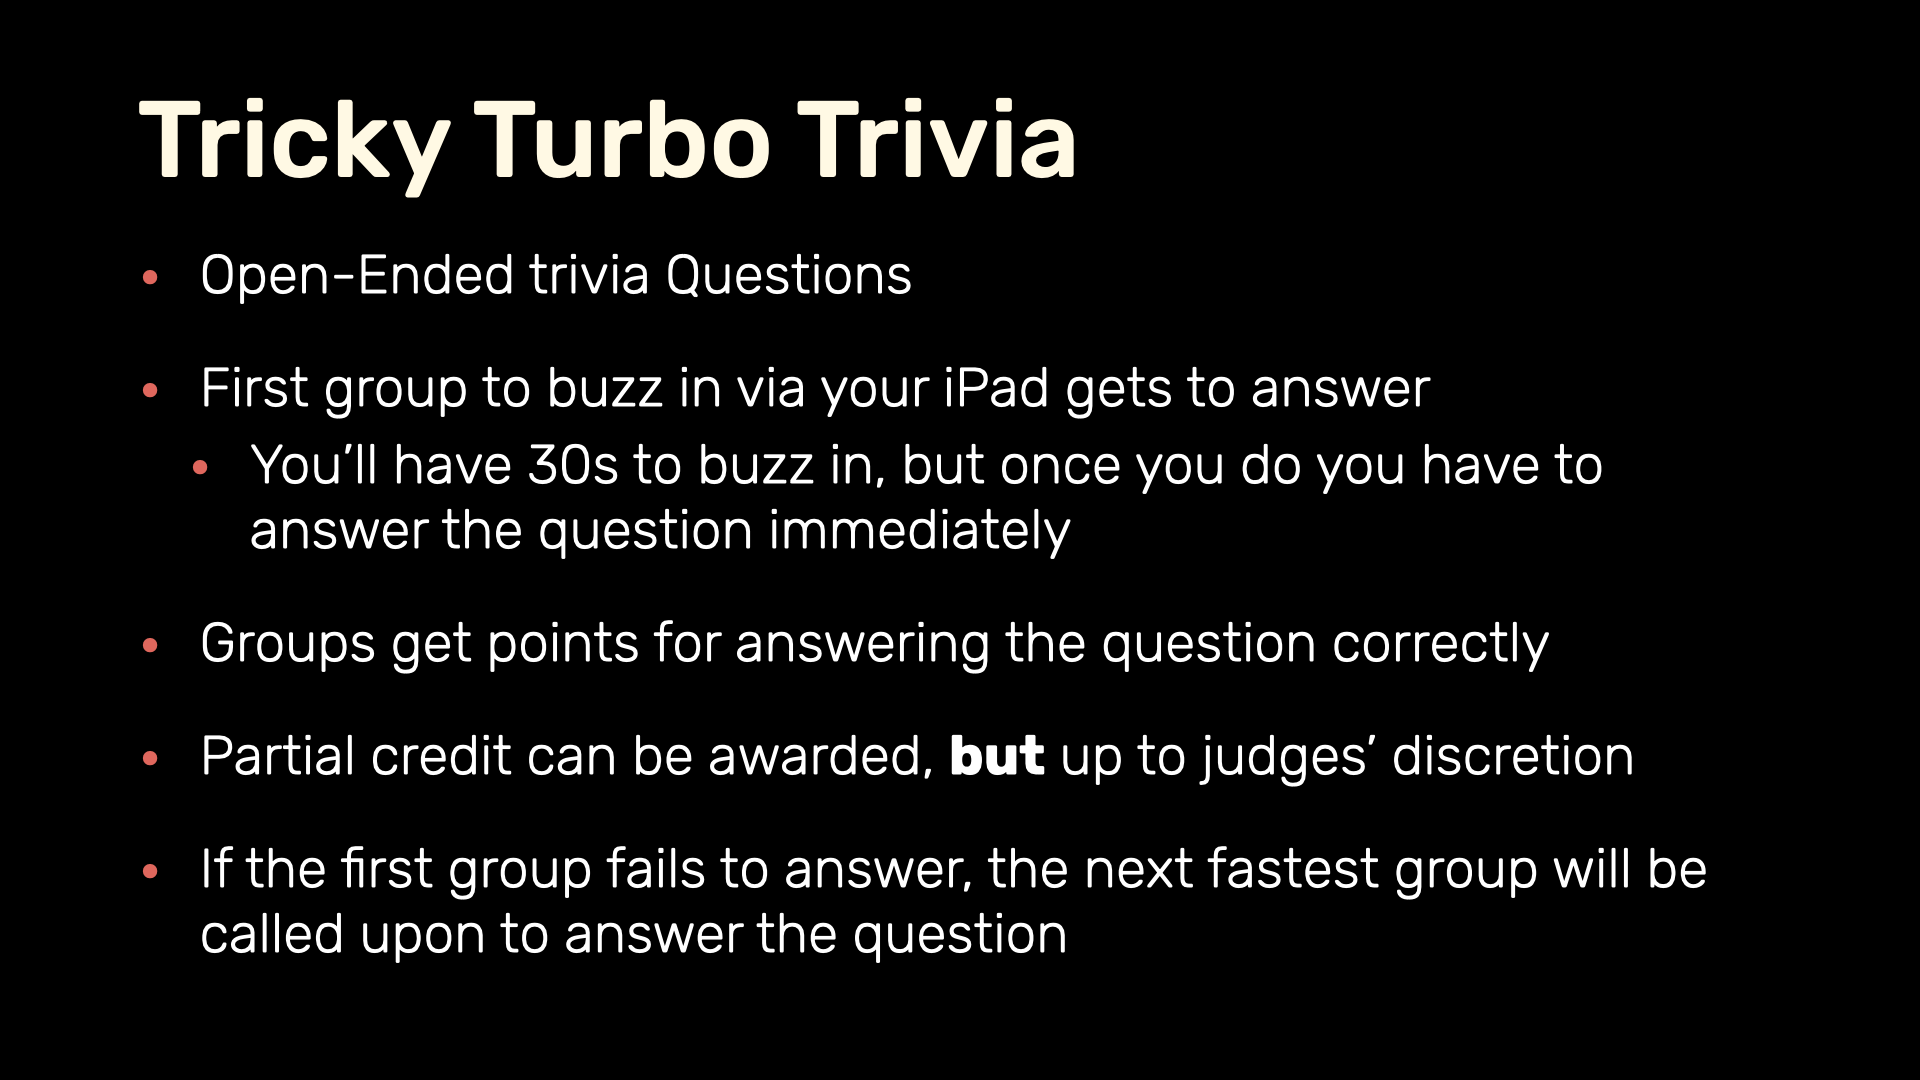 Tricky Turbo Trivia
• Open-Ended trivia Questions
• First group to buzz in via your iPad gets to answer
• You’ll have 30s to buzz in, but once you do you have to
answer the question immediately
• Groups get points for answering the question correctly
• Partial credit can be awarded, but up to judges’ discretion
• If the first group fails to answer, the next fastest group will be
called upon to answer the question